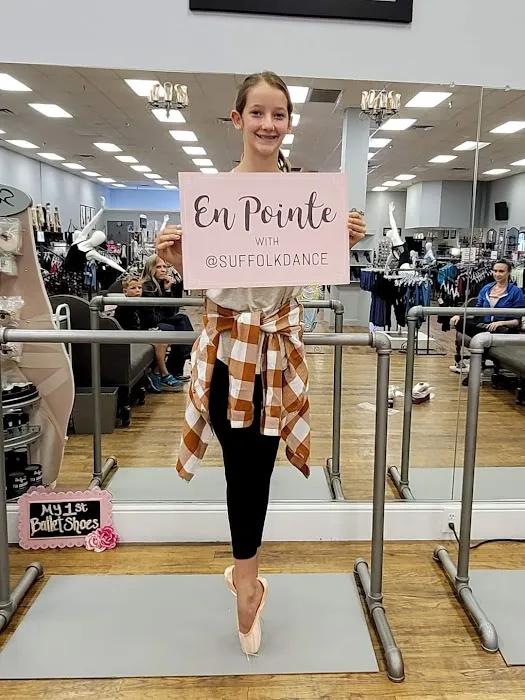 En Pointe
WITH
@SUFFOLKDANCE
My 1st
Ballet Shoes